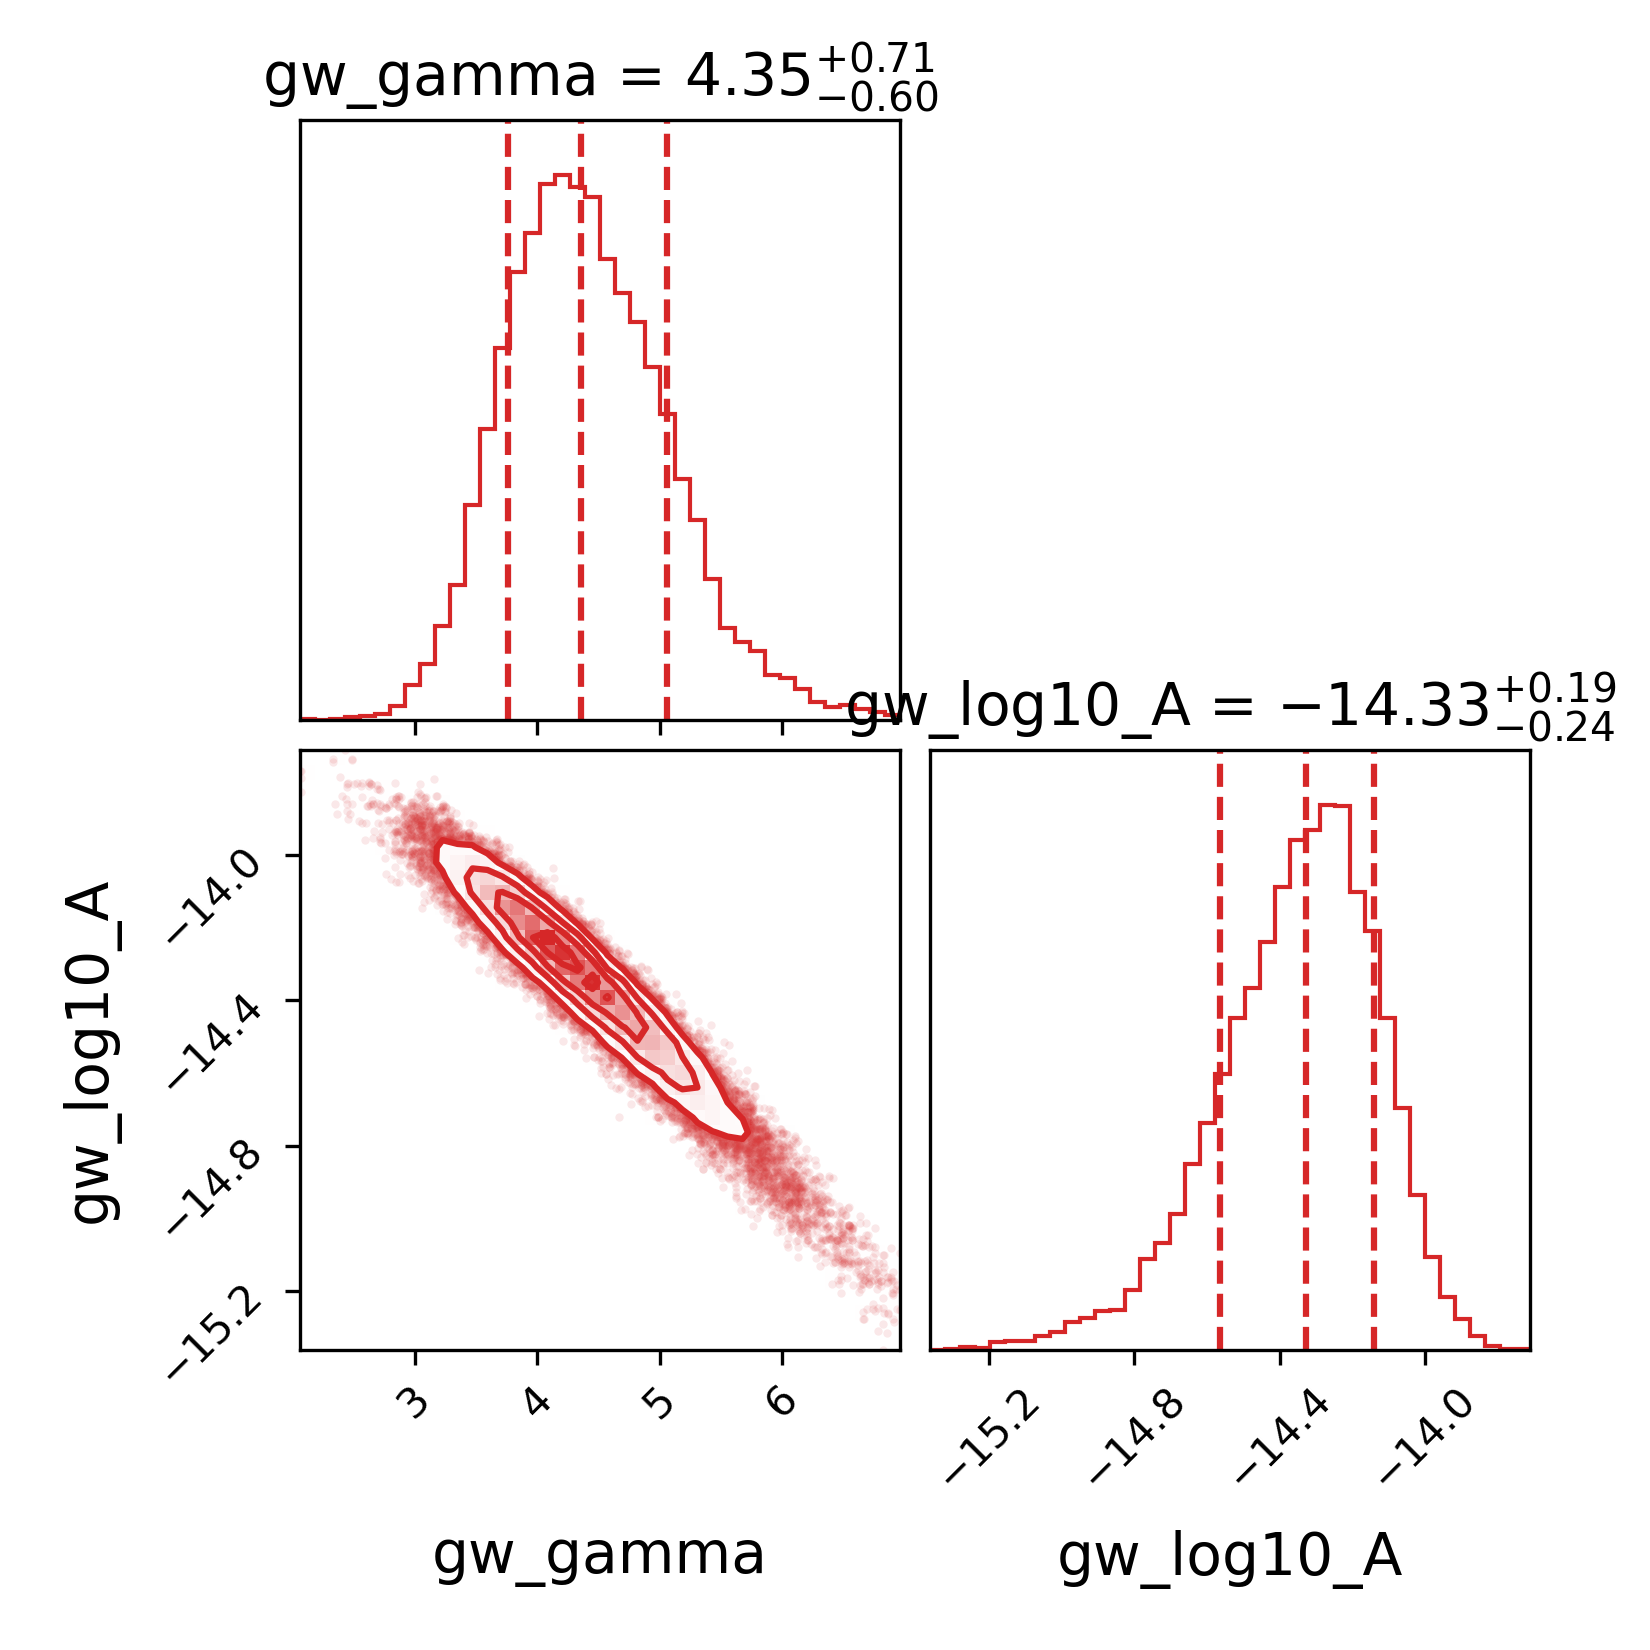 gw_gamma = 4.35 +0.71 −0.60
gw_log10_A = −14.33 +0.19 −0.24
gw_log10_A
−14.0
−14.4
−14.8
−15.2
3 4 5 6
−15.2 −14.8 −14.4 −14.0
gw_gamma
gw_log10_A